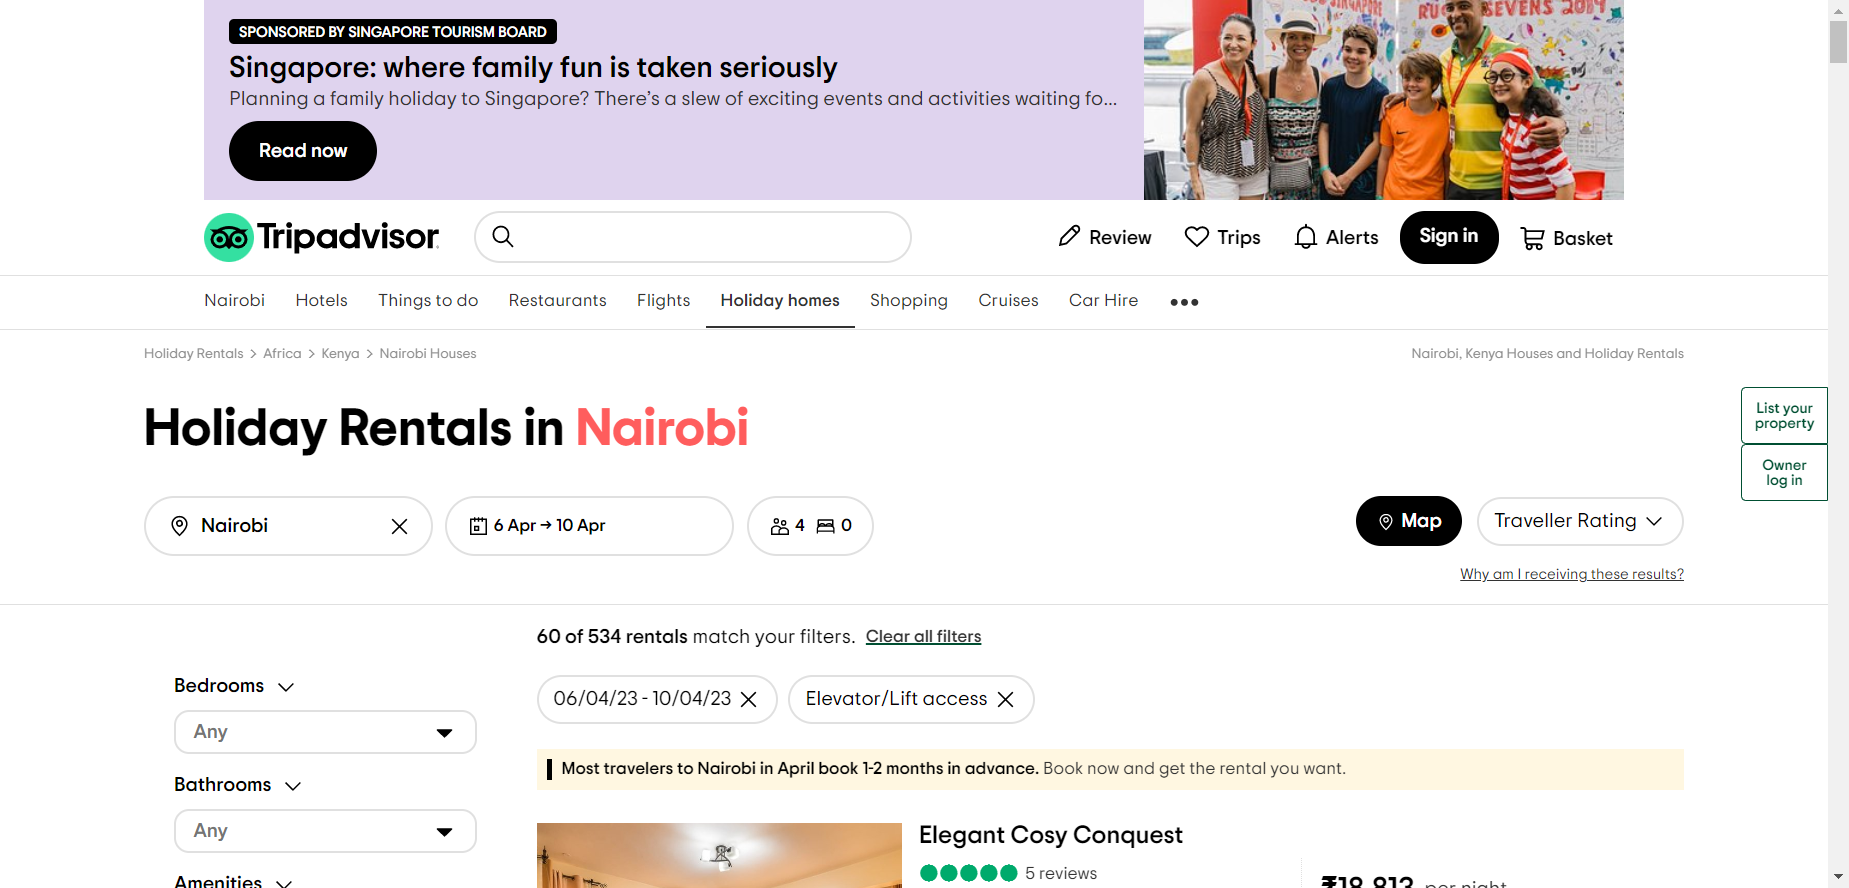 SPONSORED BY SINGAPORE TOURISM BOARD
Singapore: where family fun is taken seriously
Planning a family holiday to Singapore? There's a slew of exciting events and activities waiting fo...
Read now
Tripadvisor
Review
Trips
Alerts
Sign in
Basket
Nairobi
Hotels
Things to do
Restaurants
Flights
Holiday homes
Shopping
Cruises
Car Hire
Holiday Rentals > Africa > Kenya > Nairobi Houses
Nairobi, Kenya Houses and Holiday Rentals
List your property
Owner log in
Holiday Rentals in Nairobi
Nairobi
6 Apr → 10 Apr
4 0
Map
Traveller Rating
Why am I receiving these results?
60 of 534 rentals match your filters. Clear all filters
06/04/23 - 10/04/23
Elevator/Lift access
Bedrooms
Any
Bathrooms
Any
Amenities
Most travelers to Nairobi in April book 1-2 months in advance. Book now and get the rental you want.
Elegant Cosy Conquest
5 reviews
₹18,813 per night